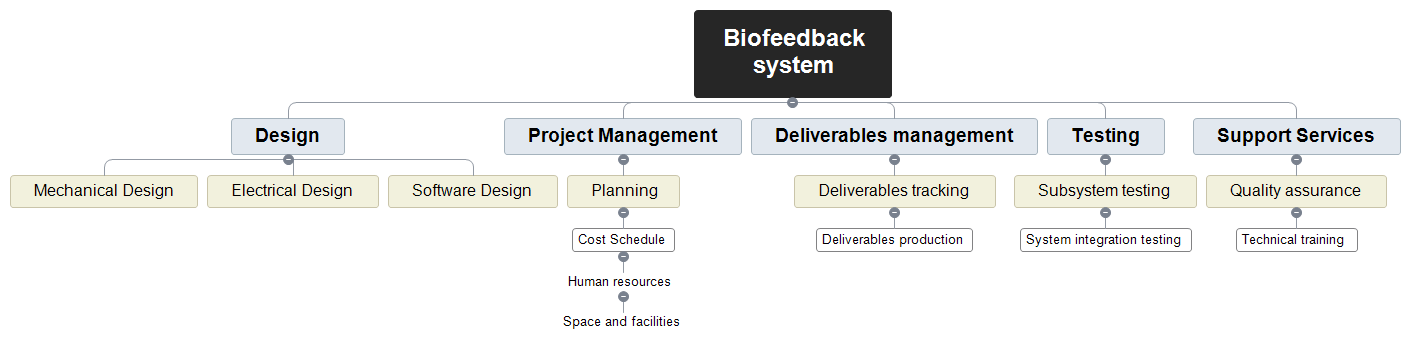 Biofeedback
system
Design
Project Management
Deliverables management
Testing
Support Services
Mechanical Design
Electrical Design
Software Design
Planning
Deliverables tracking
Subsystem testing
Quality assurance
Cost Schedule
Deliverables production
System integration testing
Technical training
Human resources
Space and facilities